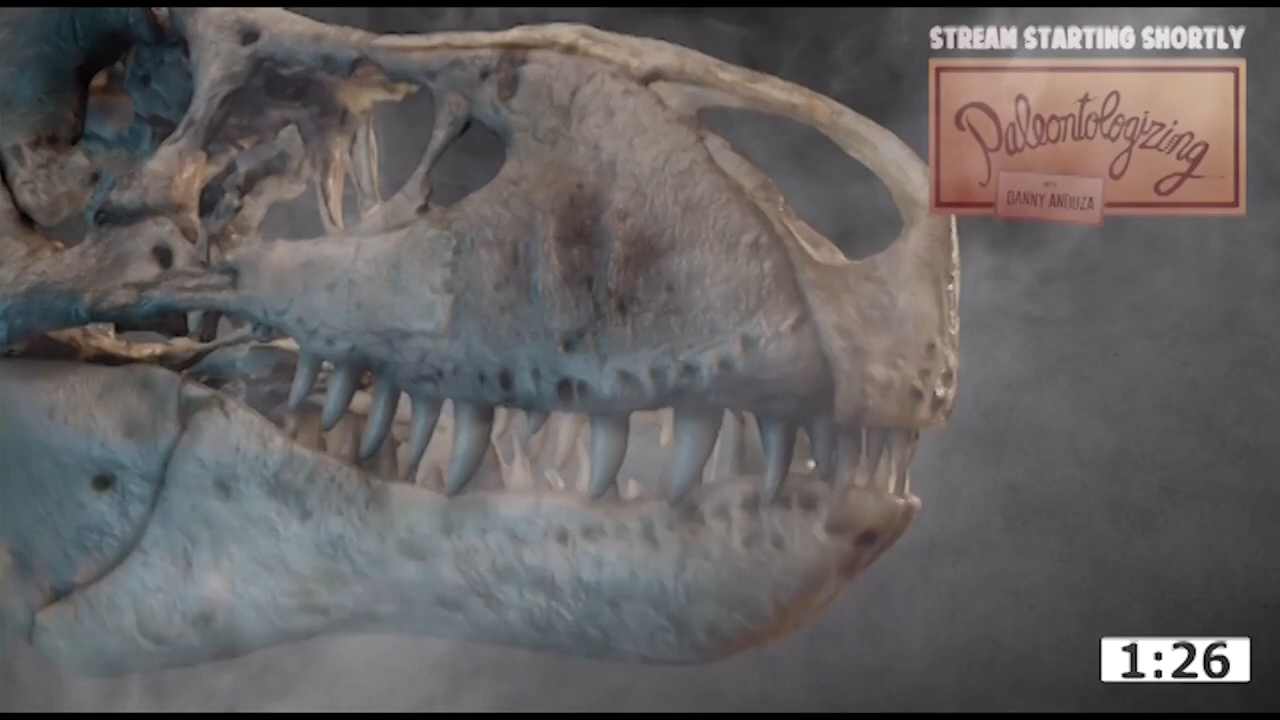 STREAM STARTING SHORTLY
Paleontologizing
WITH
DANNY ANDUZA
1:26